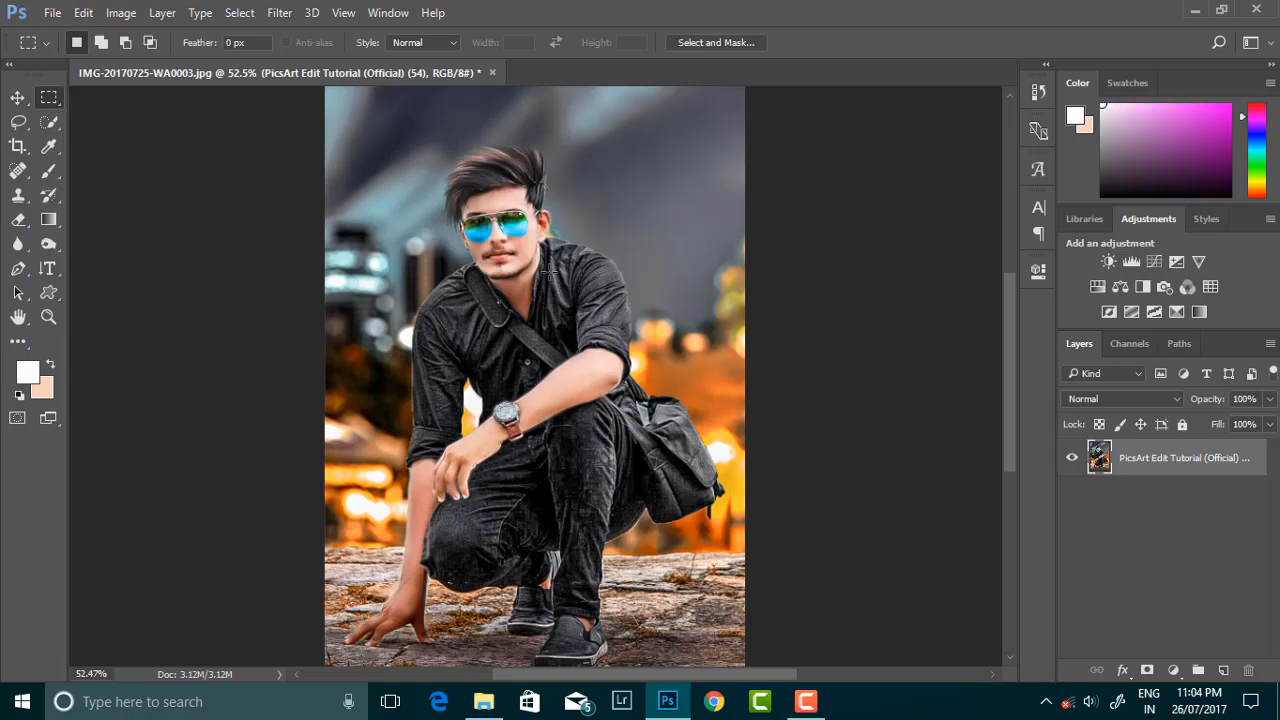 Ps File Edit Image Layer Type Select Filter 3D View Window Help
Feather: 0 px Anti-alias Style: Normal Width: Height: Select and Mask...
IMG-20170725-WA0003.jpg @ 52.5% (PicsArt Edit Tutorial (Official) (54), RGB/8#) *
Color Swatches
Libraries Adjustments Styles
Add an adjustment
Layers Channels Paths
Kind
Normal Opacity: 100%
Lock: Fill: 100%
PicsArt Edit Tutorial (Official) ...
52.47% Doc: 3.12M/3.12M
Type here to search
5
Lr
Ps
C
C
ENG
IN
11:04 PM
26/07/2017